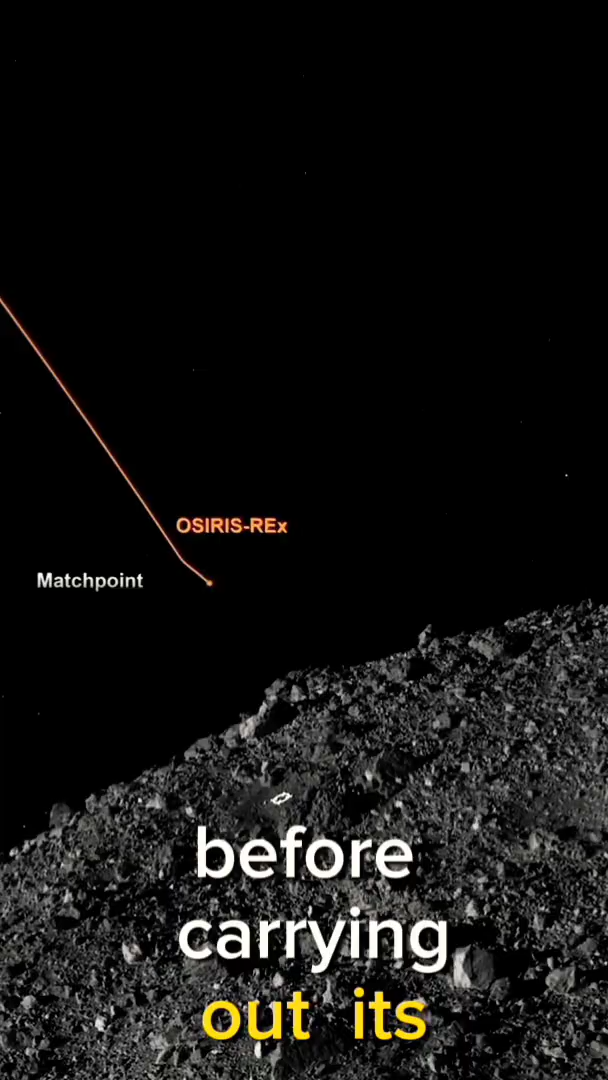 OSIRIS-REx
Matchpoint
before
carrying
out its